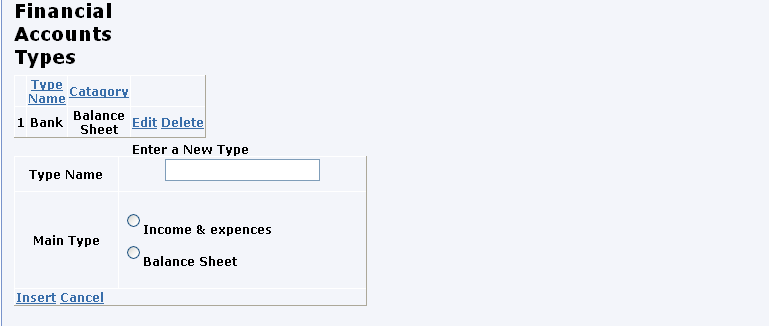 Financial
Accounts
Types
Type
Name
Catagory
1 Bank
Balance
Sheet
Edit Delete
Enter a New Type
Type Name
Main Type
Income & expences
Balance Sheet
Insert Cancel